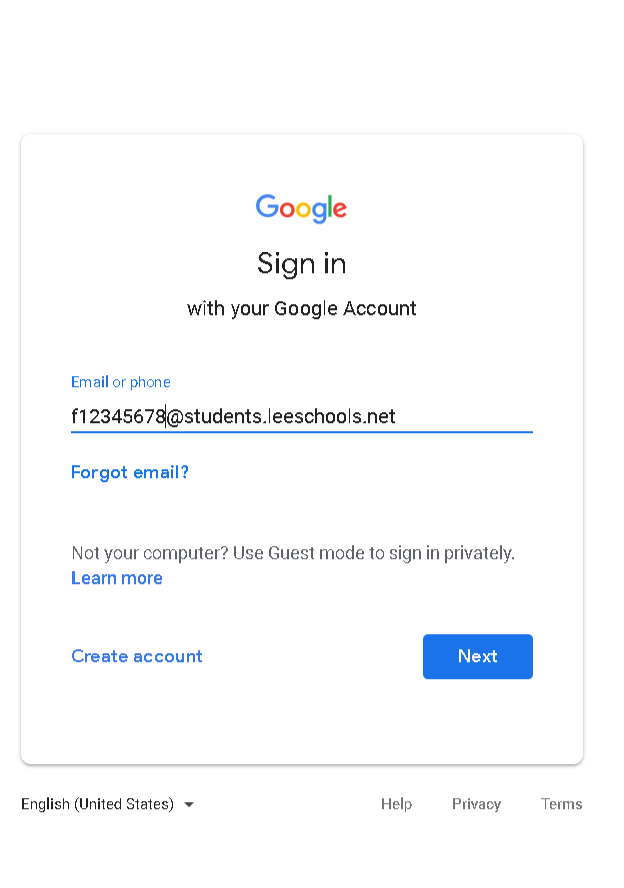 Google
Sign in
with your Google Account
Email or phone
f12345678@students.leeschools.net
Forgot email?
Not your computer? Use Guest mode to sign in privately.
Learn more
Create account
Next
English (United States)
Help
Privacy
Terms